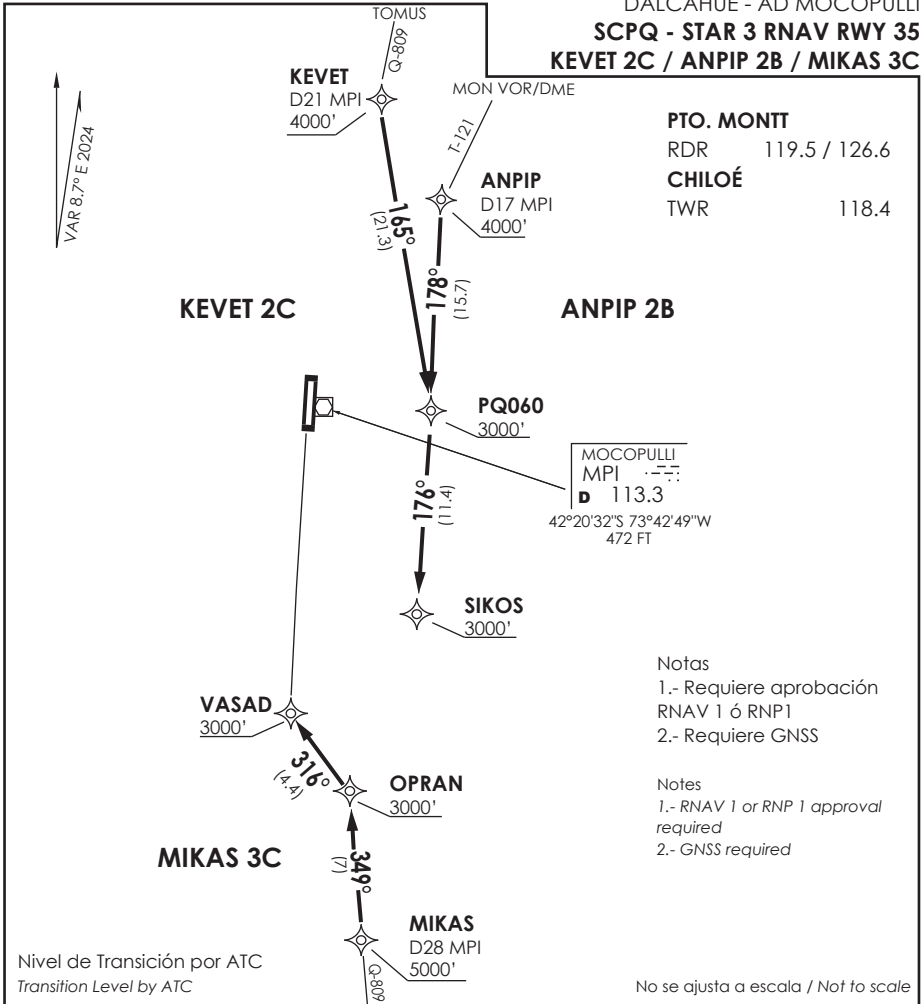 DALCAHUE - AD MOCOPULLI
SCPQ - STAR 3 RNAV RWY 35
KEVET 2C / ANPIP 2B / MIKAS 3C
TOMUS
Q-809
KEVET
D21 MPI
4000'
MON VOR/DME
T-121
VAR 8.7° E 2024
PTO. MONTT
RDR 119.5 / 126.6
CHILOÉ
TWR 118.4
ANPIP
D17 MPI
4000'
165°
(21.3)
178°
(15.7)
KEVET 2C
ANPIP 2B
PQ060
3000'
MOCOPULLI
MPI
D 113.3
42°20'32"S 73°42'49"W
472 FT
176°
(11.4)
SIKOS
3000'
Notas
1.- Requiere aprobación
RNAV 1 ó RNP1
2.- Requiere GNSS
Notes
1.- RNAV 1 or RNP 1 approval
required
2.- GNSS required
VASAD
3000'
316°
(4.4)
OPRAN
3000'
MIKAS 3C
349°
(7)
MIKAS
D28 MPI
5000'
Q-809
Nivel de Transición por ATC
Transition Level by ATC
No se ajusta a escala / Not to scale